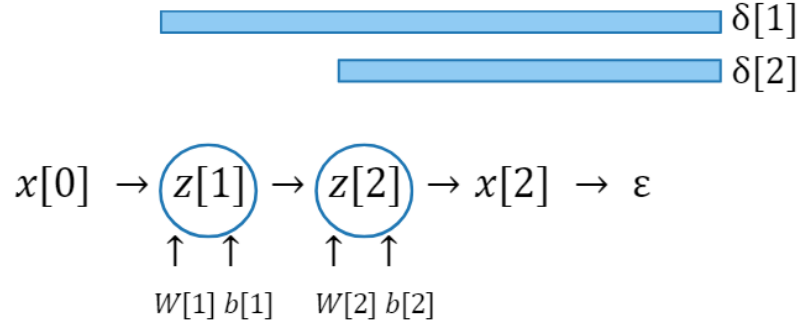 δ[1]
δ[2]
x[0] → z[1] → z[2] → x[2] → ε
↑ ↑ ↑ ↑
W[1] b[1] W[2] b[2]